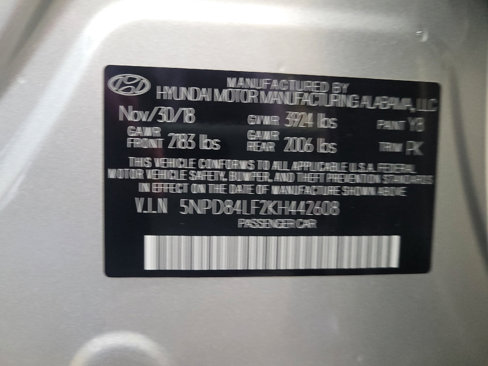 MANUFACTURED BY
HYUNDAI MOTOR MANUFACTURING ALABAMA, LLC
Nov/30/18 GVWR 3924 lbs PAINT Y8
GAWR FRONT 2183 lbs GAWR REAR 2006 lbs TRIM PK
THIS VEHICLE CONFORMS TO ALL APPLICABLE U.S.A. FEDERAL
MOTOR VEHICLE SAFETY, BUMPER, AND THEFT PREVENTION STANDARDS
IN EFFECT ON THE DATE OF MANUFACTURE SHOWN ABOVE
V.I.N 5NPD84LF2KH442608
PASSENGER CAR